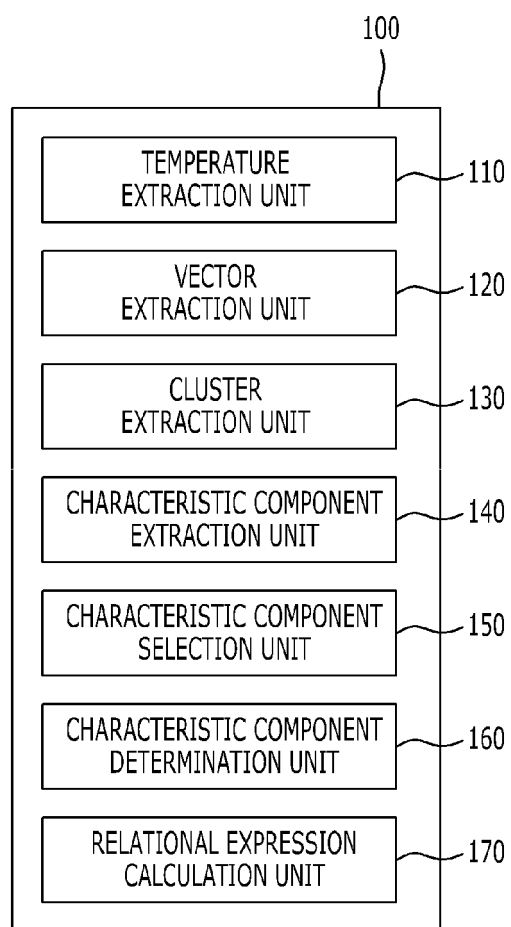 100
TEMPERATURE
EXTRACTION UNIT
110
VECTOR
EXTRACTION UNIT
120
CLUSTER
EXTRACTION UNIT
130
CHARACTERISTIC COMPONENT
EXTRACTION UNIT
140
CHARACTERISTIC COMPONENT
SELECTION UNIT
150
CHARACTERISTIC COMPONENT
DETERMINATION UNIT
160
RELATIONAL EXPRESSION
CALCULATION UNIT
170